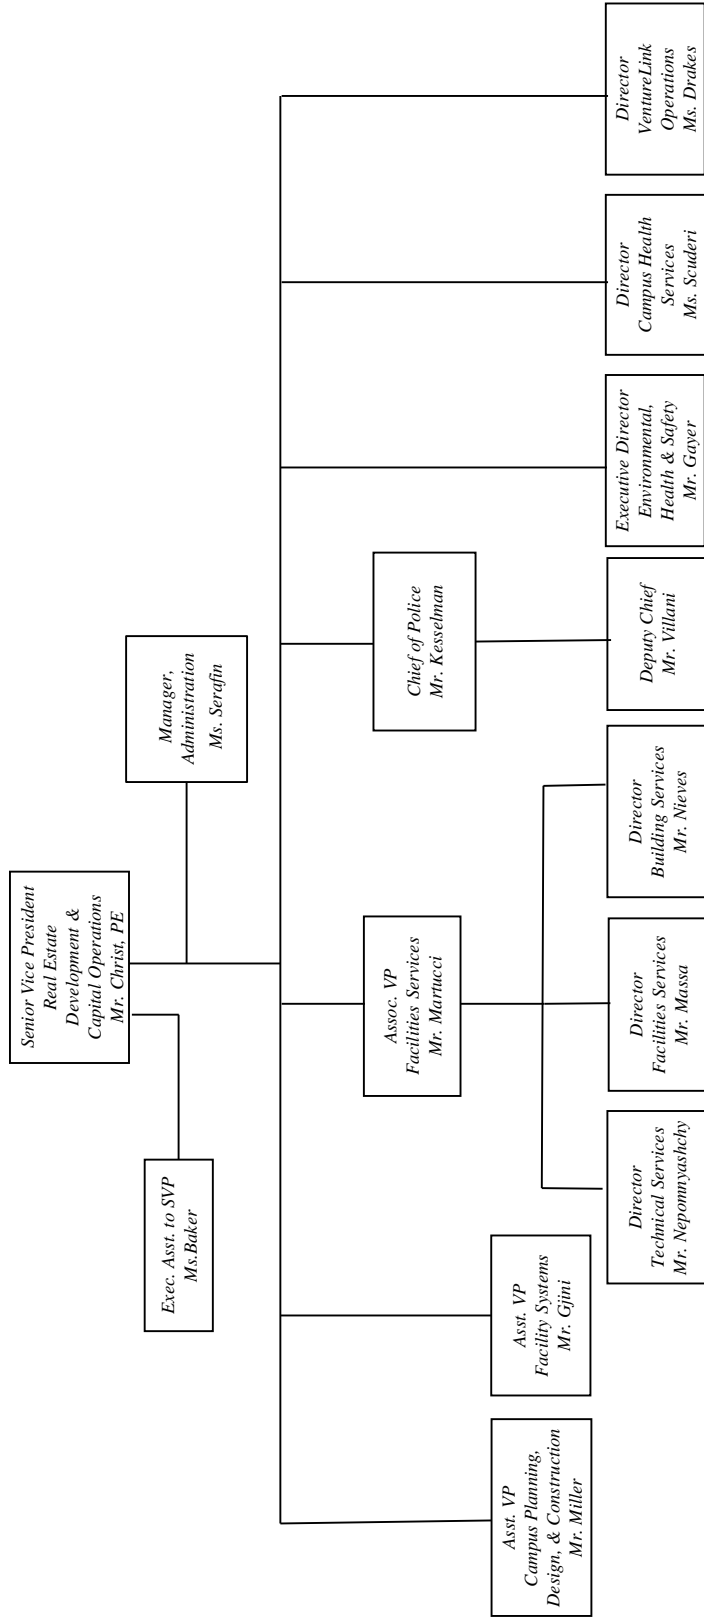 Senior Vice President
Real Estate
Development &
Capital Operations
Mr. Christ, PE
Exec. Asst. to SVP
Ms.Baker
Manager,
Administration
Ms. Serafin
Asst. VP
Campus Planning,
Design, & Construction
Mr. Miller
Asst. VP
Facility Systems
Mr. Gjini
Assoc. VP
Facilities Services
Mr. Martucci
Chief of Police
Mr. Kesselman
Director
Technical Services
Mr. Nepomnyashchy
Director
Facilities Services
Mr. Massa
Director
Building Services
Mr. Nieves
Deputy Chief
Mr. Villani
Executive Director
Environmental,
Health & Safety
Mr. Gayer
Director
Campus Health
Services
Ms. Scuderi
Director
VentureLink
Operations
Ms. Drakes